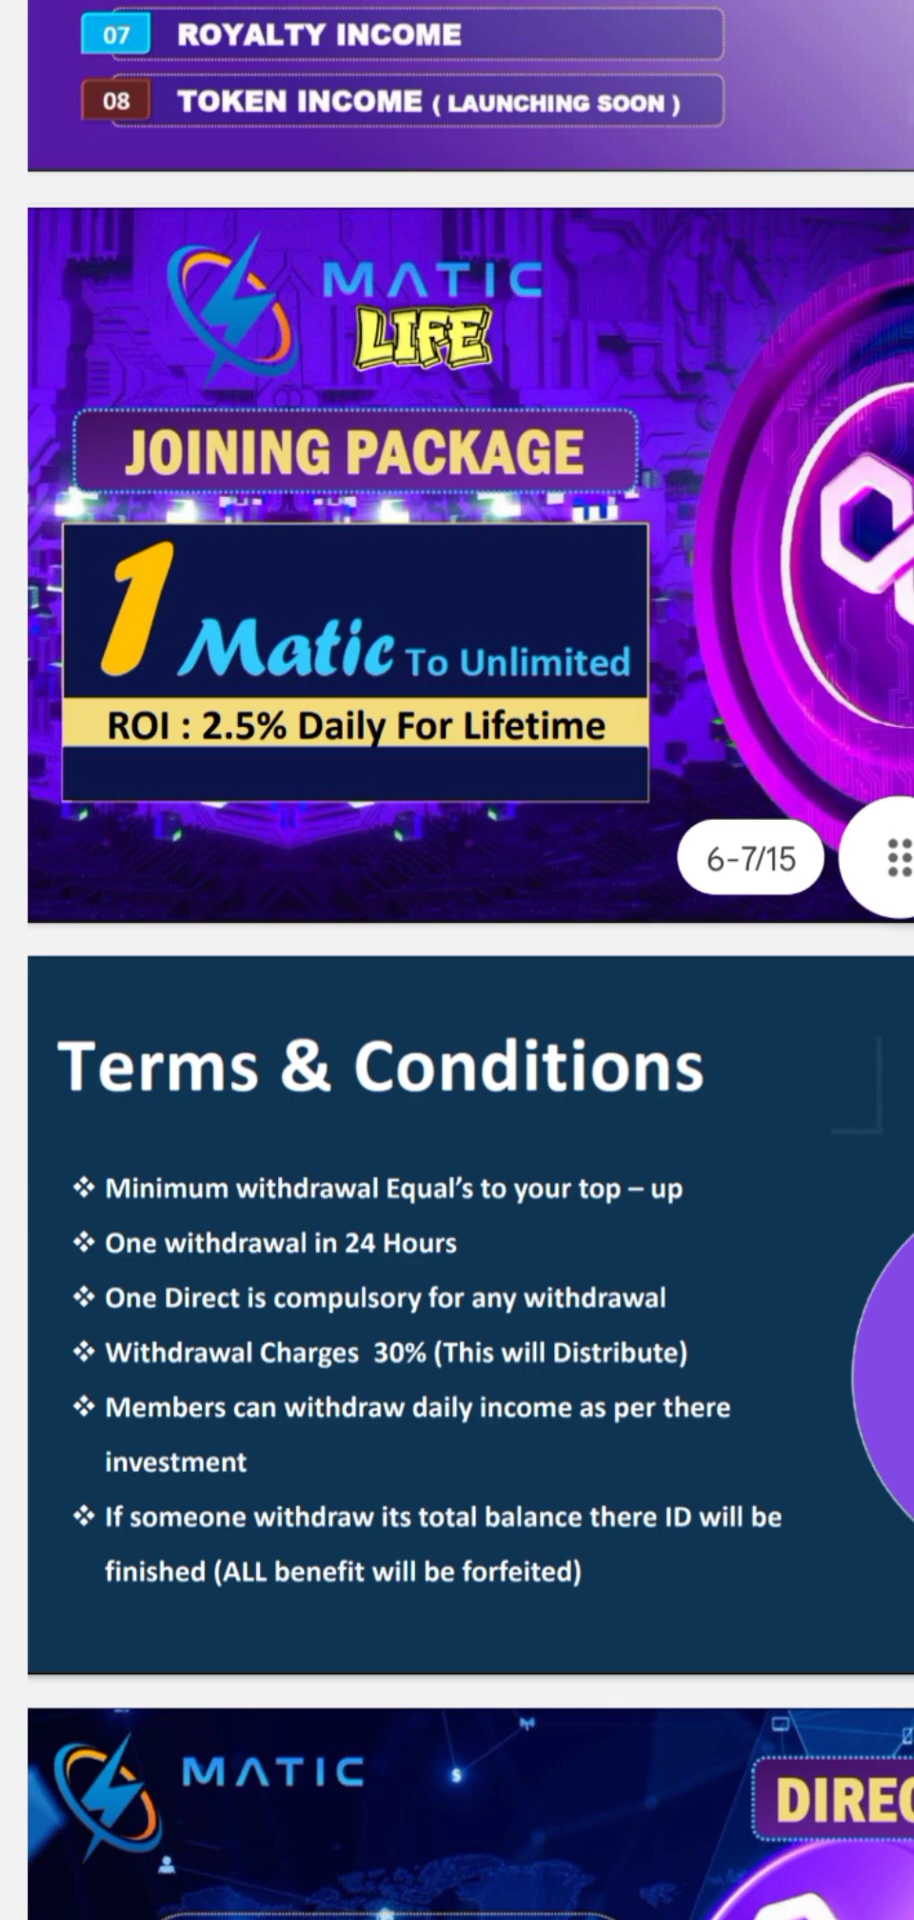 07 ROYALTY INCOME
08 TOKEN INCOME ( LAUNCHING SOON )
MATIC
LIFE
JOINING PACKAGE
1 Matic To Unlimited
ROI : 2.5% Daily For Lifetime
6-7/15
Terms & Conditions
❖ Minimum withdrawal Equal’s to your top – up
❖ One withdrawal in 24 Hours
❖ One Direct is compulsory for any withdrawal
❖ Withdrawal Charges  30% (This will Distribute)
❖ Members can withdraw daily income as per there
investment
❖ If someone withdraw its total balance there ID will be
finished (ALL benefit will be forfeited)
MATIC